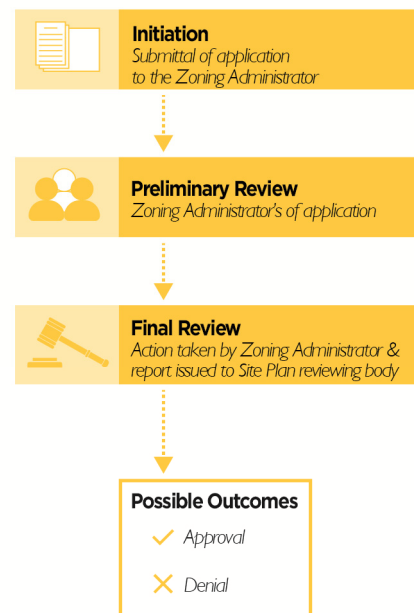 Initiation
Submittal of application
to the Zoning Administrator
Preliminary Review
Zoning Administrator's of application
Final Review
Action taken by Zoning Administrator &
report issued to Site Plan reviewing body
Possible Outcomes
Approval
Denial